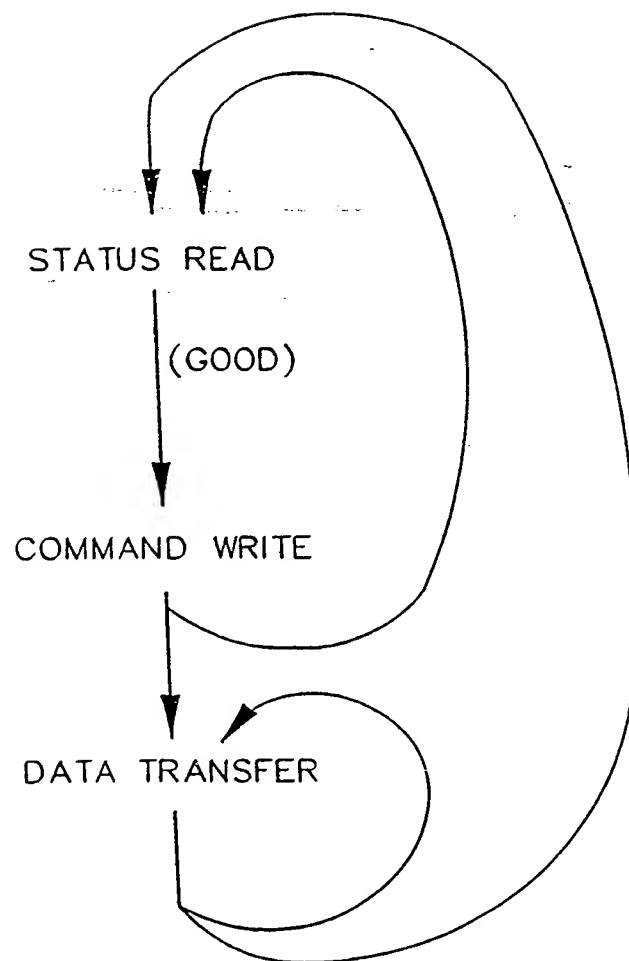 STATUS READ
(GOOD)
COMMAND WRITE
DATA TRANSFER